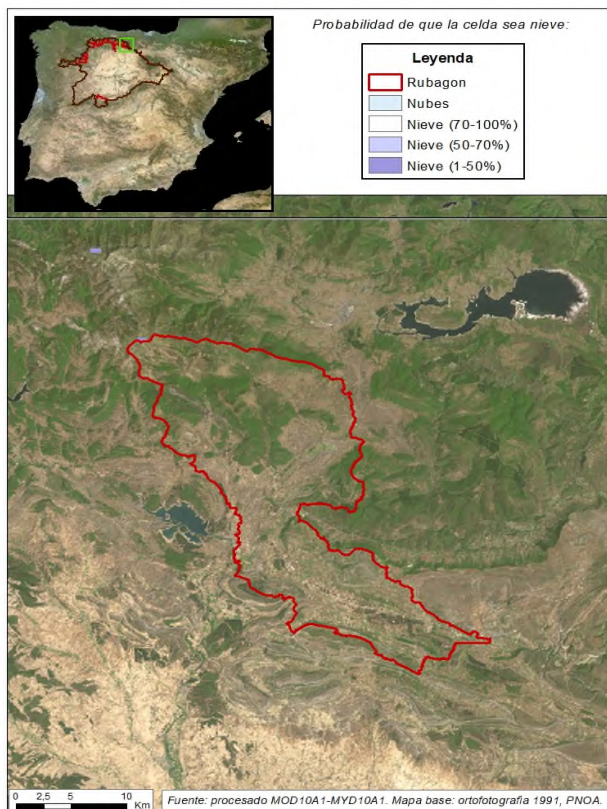 Probabilidad de que la celda sea nieve:
Leyenda
Rubagon
Nubes
Nieve (70-100%)
Nieve (50-70%)
Nieve (1-50%)
0 2,5 5 10
Km
Fuente: procesado MOD10A1-MYD10A1. Mapa base: ortofotografia 1991, PNOA